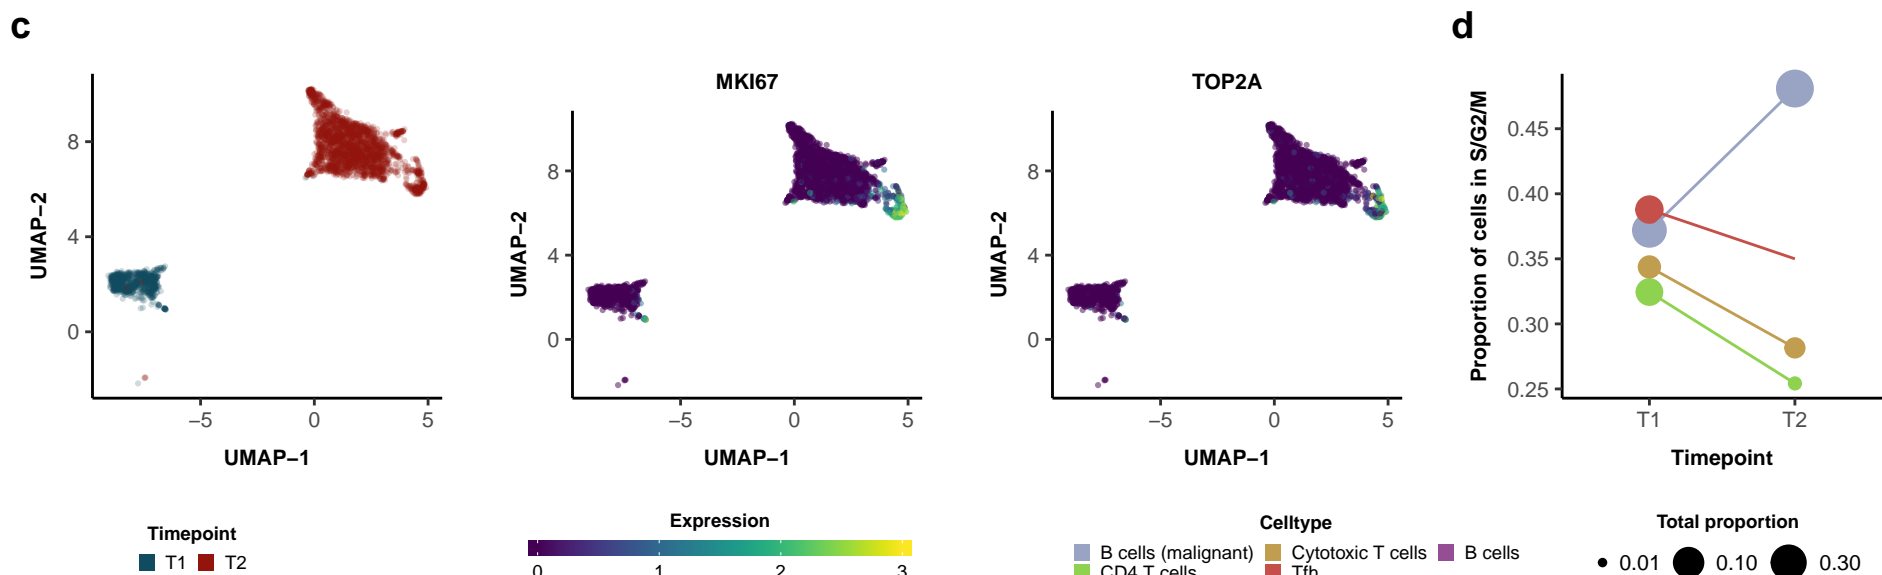 c
d
MKI67
TOP2A
UMAP−2
8
4
0
−5 0 5
UMAP−1
UMAP−2
8
4
0
−5 0 5
UMAP−1
UMAP−2
8
4
0
−5 0 5
UMAP−1
Proportion of cells in S/G2/M
0.45
0.40
0.35
0.30
0.25
T1 T2
Timepoint
Timepoint
T1 T2
Expression
0 1 2 3
Celltype
B cells (malignant) Cytotoxic T cells B cells
CD4 T cells Tfh
Total proportion
0.01 0.10 0.30